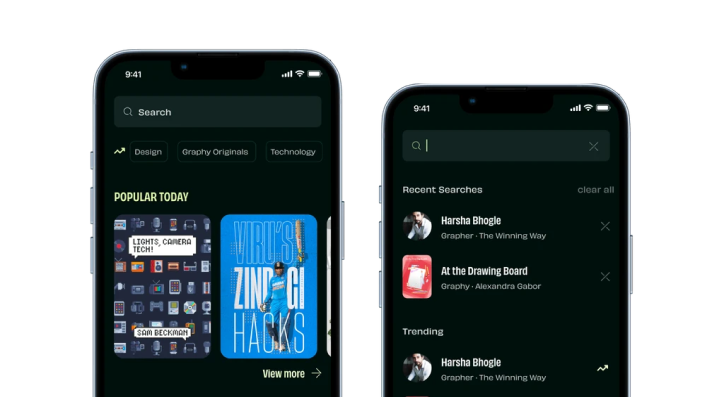 9:41
Search
Design
Graphy Originals
Technology
POPULAR TODAY
LIGHTS, CAMERA
TECH!
SAM BECKMAN
VIRU'S
ZINDAGI
HACKS
View more
9:41
Recent Searches
clear all
Harsha Bhogle
Grapher · The Winning Way
At the Drawing Board
Graphy · Alexandra Gabor
Trending
Harsha Bhogle
Grapher · The Winning Way